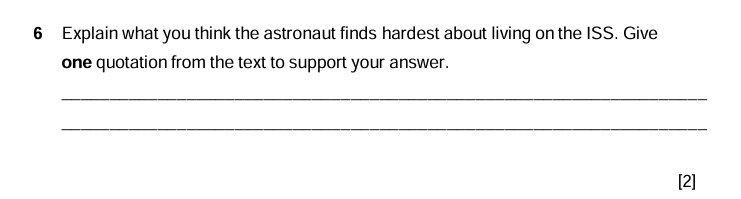 6 Explain what you think the astronaut finds hardest about living on the ISS. Give
one quotation from the text to support your answer.
[2]